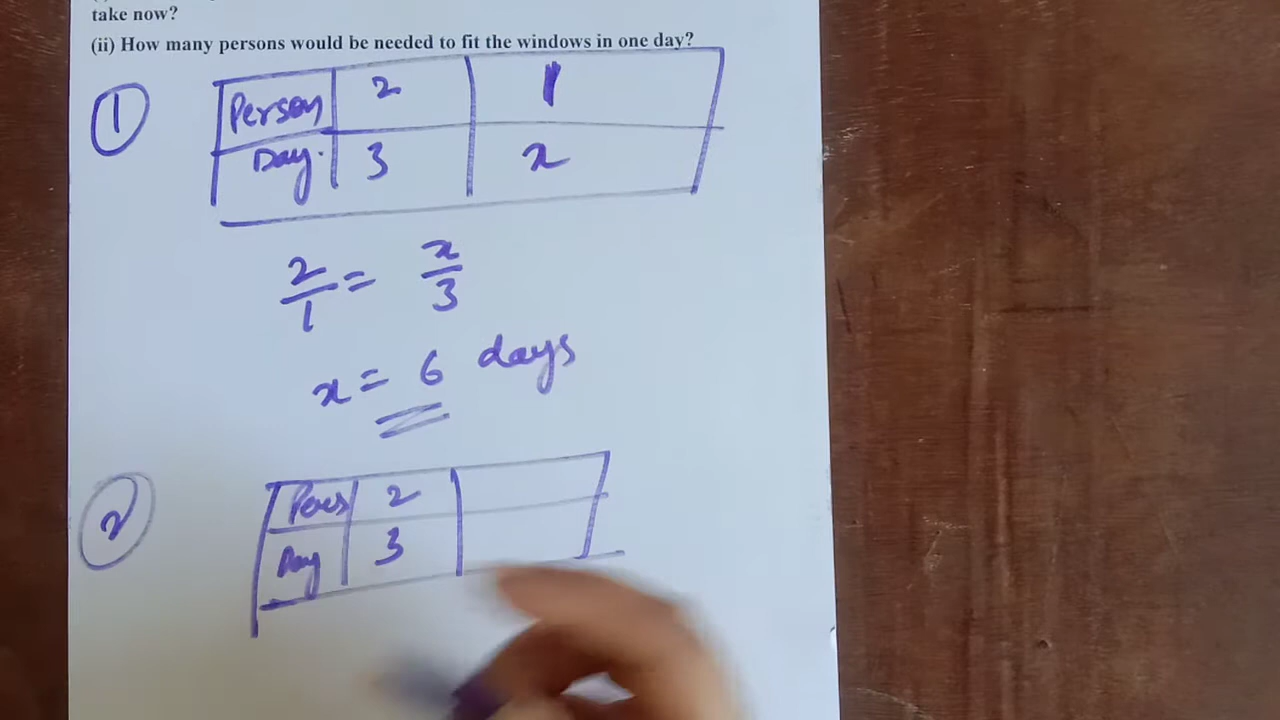 take now?
(ii) How many persons would be needed to fit the windows in one day?
1
Person 2 1
Day. 3 x
2/1 = x/3
x = 6 days
2
Pers 2
Day 3